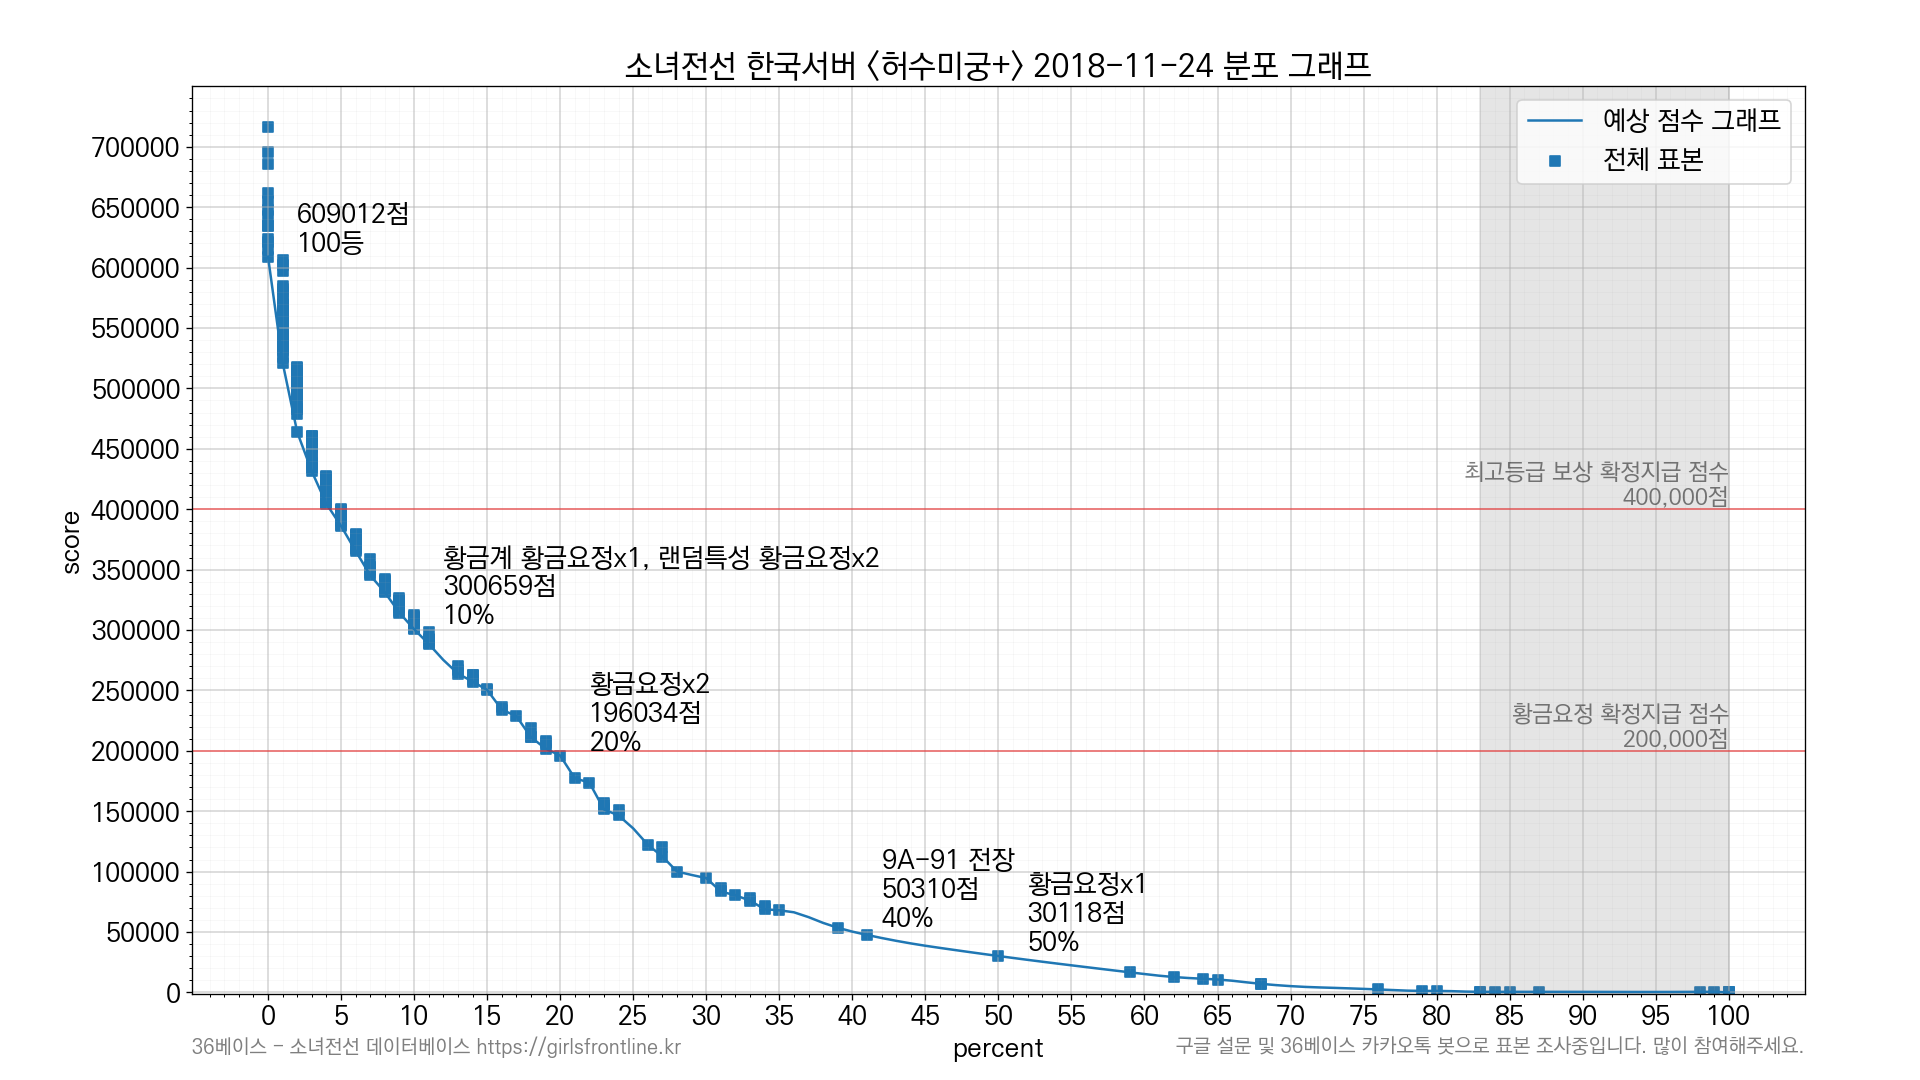 소녀전선 한국서버 <허수미궁+> 2018-11-24 분포 그래프
예상 점수 그래프
전체 표본
score
700000
650000
600000
550000
500000
450000
400000
350000
300000
250000
200000
150000
100000
50000
0
609012점
100등
최고등급 보상 확정지급 점수
400,000점
황금계 황금요정x1, 랜덤특성 황금요정x2
300659점
10%
황금요정x2
196034점
20%
황금요정 확정지급 점수
200,000점
9A-91 전장
50310점
40%
황금요정x1
30118점
50%
0 5 10 15 20 25 30 35 40 45 50 55 60 65 70 75 80 85 90 95 100
percent
36베이스 - 소녀전선 데이터베이스 https://girlsfrontline.kr
구글 설문 및 36베이스 카카오톡 봇으로 표본 조사중입니다. 많이 참여해주세요.